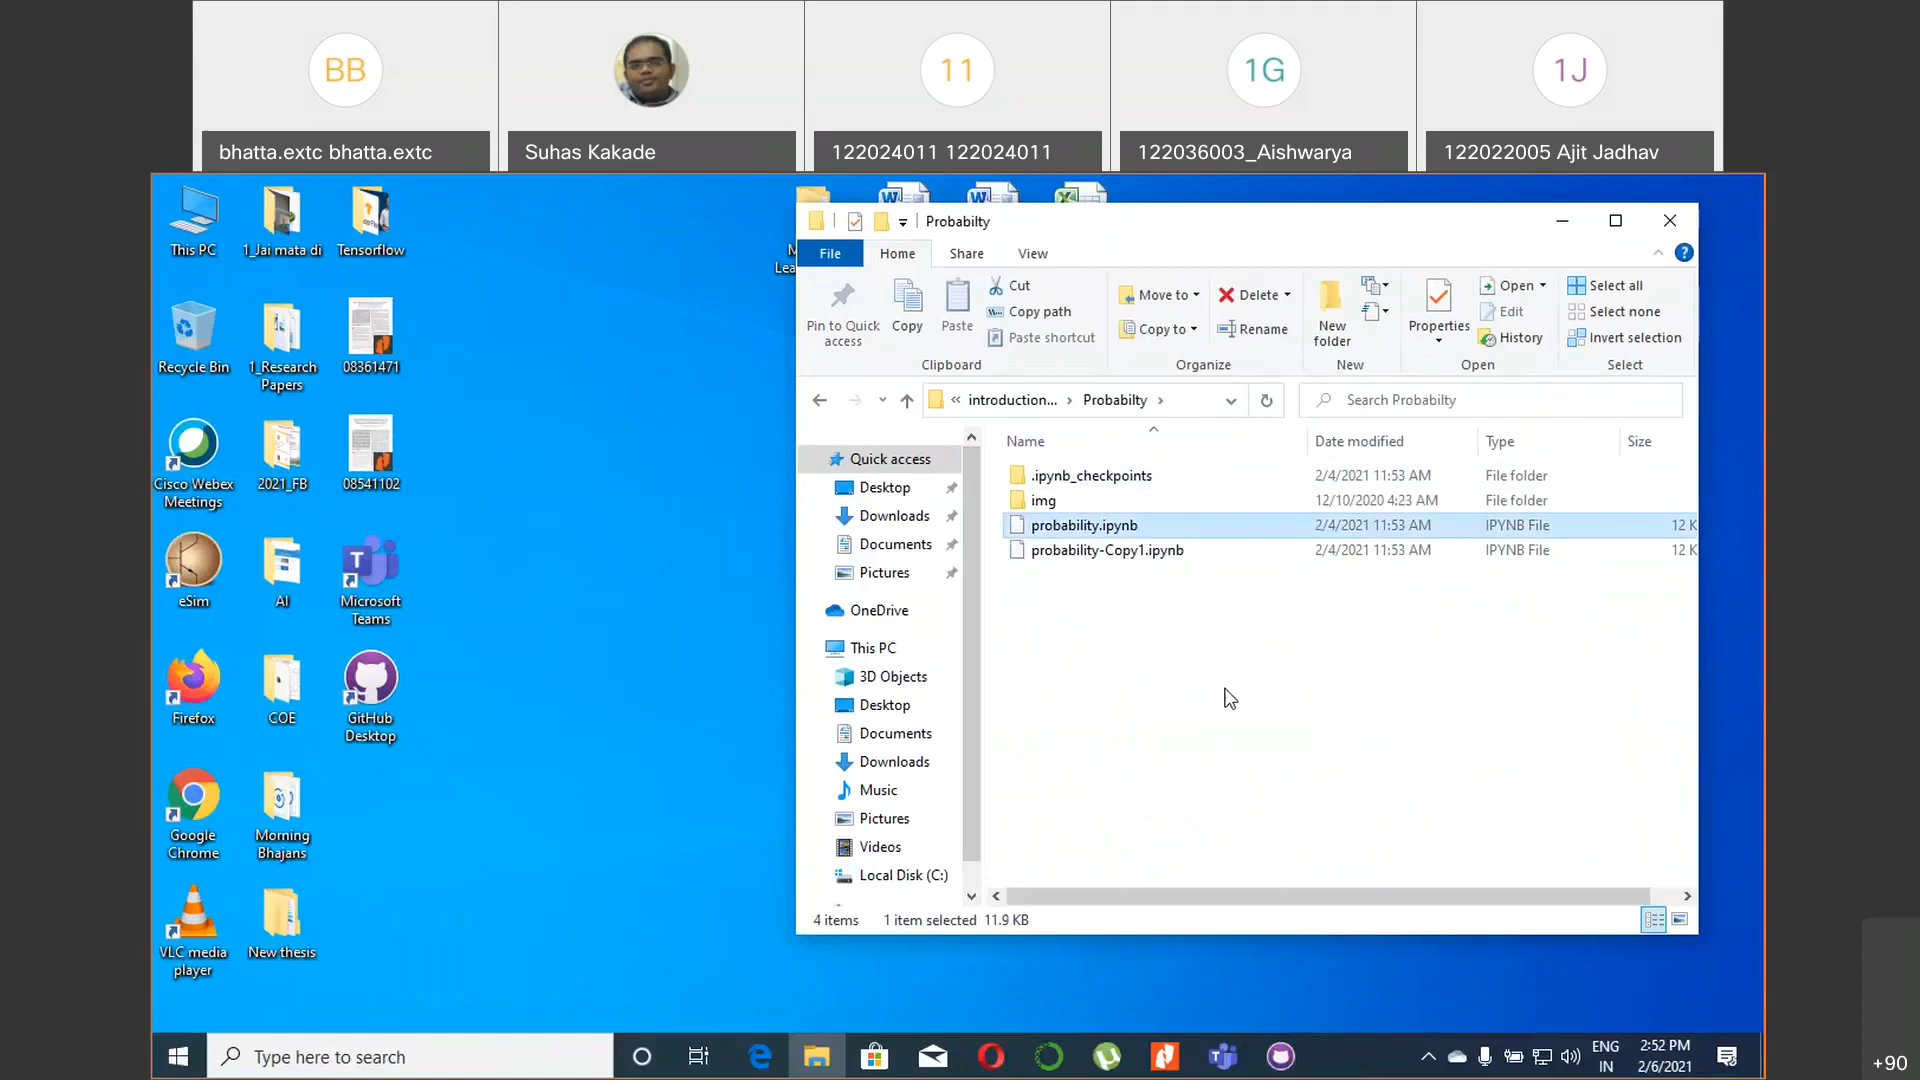 BB
11
1G
1J
bhatta.extc bhatta.extc
Suhas Kakade
122024011 122024011
122036003_Aishwarya
122022005 Ajit Jadhav
This PC
1_Jai mata di
Tensorflow
Recycle Bin
1_Research
Papers
08361471
Cisco Webex
Meetings
2021_FB
08541102
eSim
AI
Microsoft
Teams
Firefox
COE
GitHub
Desktop
Google
Chrome
Morning
Bhajans
VLC media
player
New thesis
Probabilty
File
Home
Share
View
Pin to Quick
access
Copy
Paste
Cut
Copy path
Paste shortcut
Clipboard
Move to
Copy to
Delete
Rename
Organize
New
folder
New
Properties
Open
Edit
History
Open
Select all
Select none
Invert selection
Select
« introduction... › Probabilty ›
Search Probabilty
Name
Date modified
Type
Size
.ipynb_checkpoints 2/4/2021 11:53 AM File folder
img 12/10/2020 4:23 AM File folder
probability.ipynb 2/4/2021 11:53 AM IPYNB File 12 K
probability-Copy1.ipynb 2/4/2021 11:53 AM IPYNB File 12 K
Quick access
Desktop
Downloads
Documents
Pictures
OneDrive
This PC
3D Objects
Desktop
Documents
Downloads
Music
Pictures
Videos
Local Disk (C:)
4 items 1 item selected 11.9 KB
Type here to search
ENG
IN
2:52 PM
2/6/2021
+90